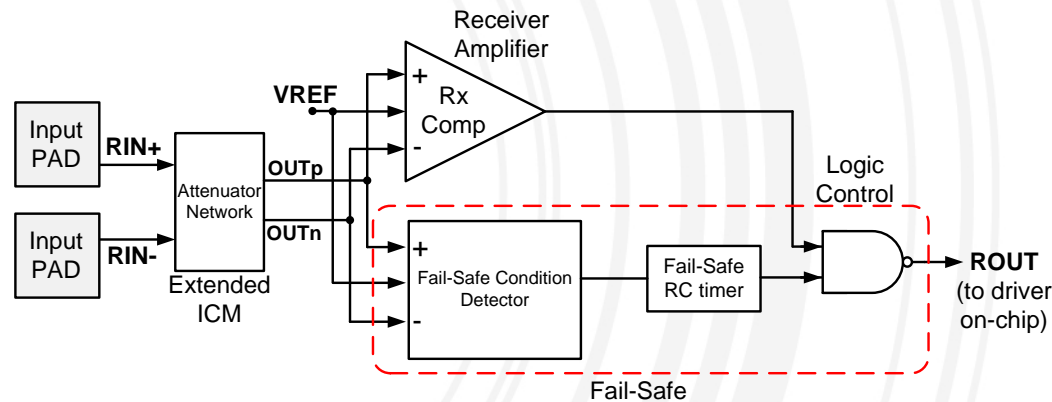 Receiver
Amplifier
VREF
+
Rx
Comp
-
Input
PAD
RIN+
Attenuator
Network
OUTp
OUTn
Input
PAD
RIN-
Extended
ICM
Logic
Control
+
Fail-Safe Condition
Detector
-
Fail-Safe
RC timer
ROUT
(to driver
on-chip)
Fail-Safe